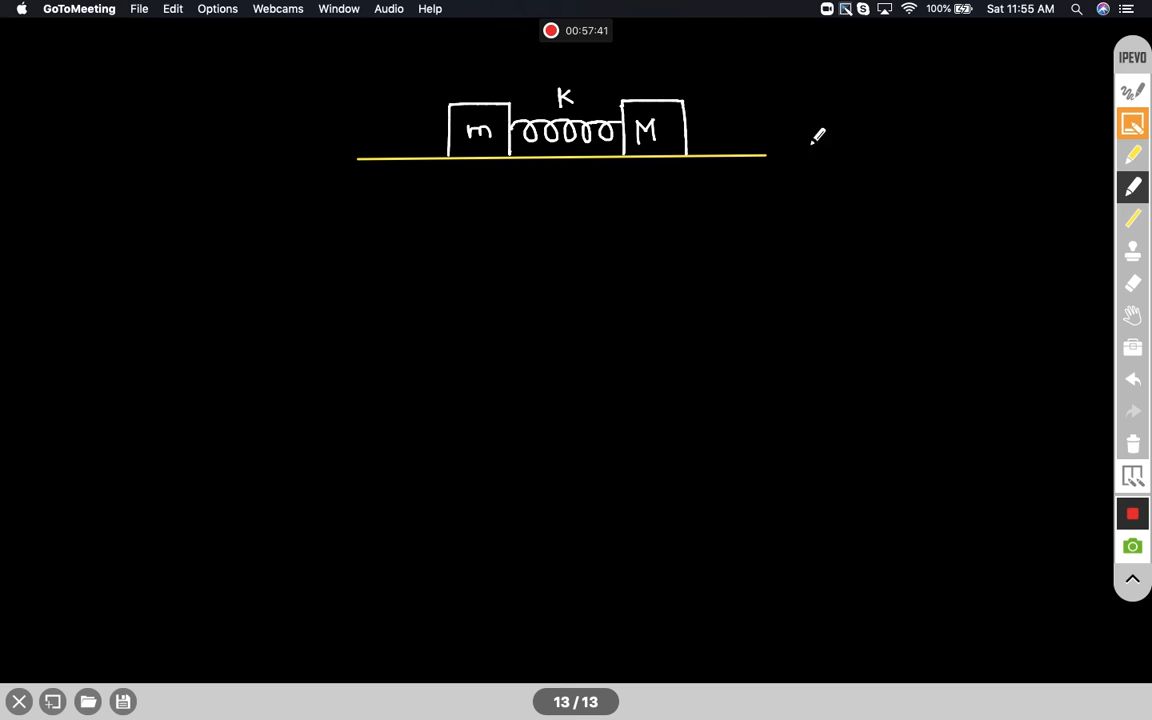 GoToMeeting File Edit Options Webcams Window Audio Help 100% Sat 11:55 AM
00:57:41
IPEVO
K
m M
13 / 13